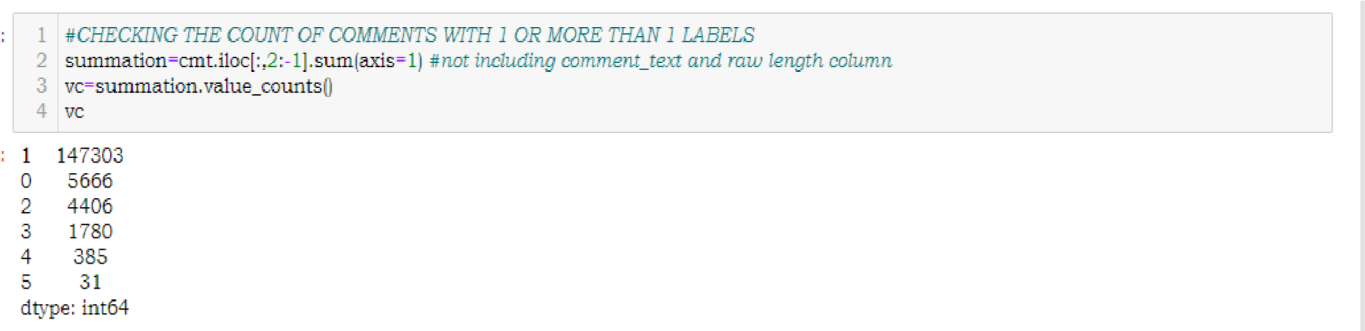 1 #CHECKING THE COUNT OF COMMENTS WITH 1 OR MORE THAN 1 LABELS
2 summation=cmt.iloc[:,2:-1].sum(axis=1) #not including comment_text and raw length column
3 vc=summation.value_counts()
4 vc
1 147303
0 5666
2 4406
3 1780
4 385
5 31
dtype: int64